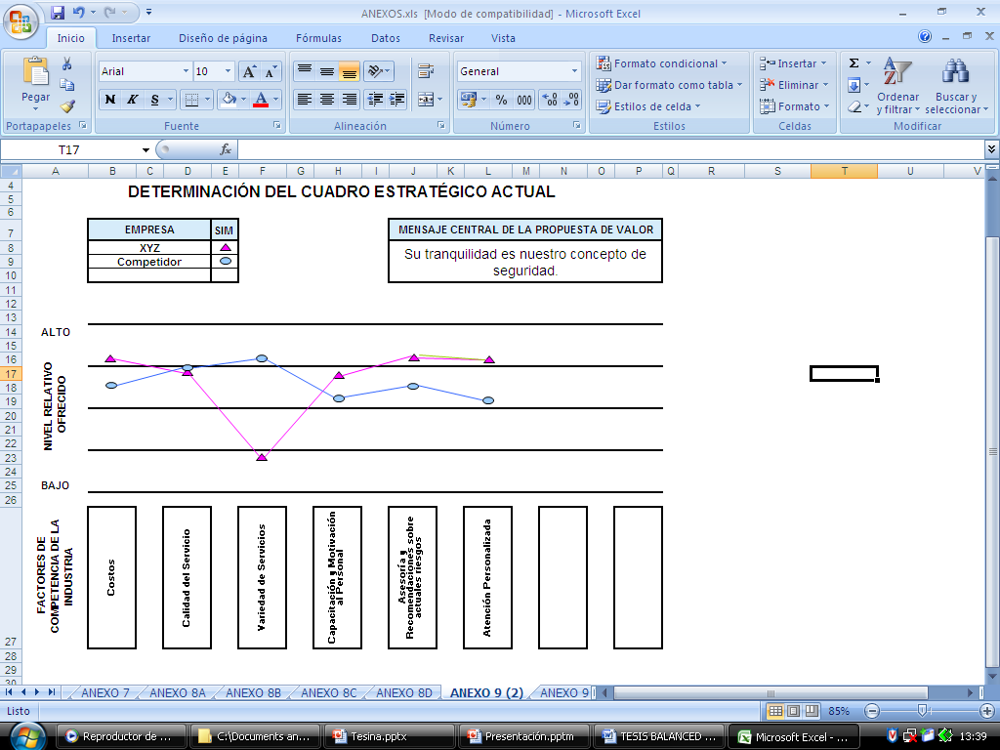 ANEXOS.xls [Modo de compatibilidad] - Microsoft Excel
Inicio Insertar Diseño de página Fórmulas Datos Revisar Vista
Pegar
Portapapeles
Arial 10 A A
N K S A
Fuente
Alineación
General
% 000
Número
Formato condicional
Dar formato como tabla
Estilos de celda
Estilos
Insertar
Eliminar
Formato
Celdas
Σ
Ordenar y filtrar
Buscar y seleccionar
Modificar
T17 fx
A B C D E F G H I J K L M N O P Q R S T U V
4
5
6
7
8
9
10
11
12
13
14
15
16
17
18
19
20
21
22
23
24
25
26
27
28
29
30
DETERMINACIÓN DEL CUADRO ESTRATÉGICO ACTUAL
EMPRESA SIM
XYZ
Competidor
MENSAJE CENTRAL DE LA PROPUESTA DE VALOR
Su tranquilidad es nuestro concepto de
seguridad.
ALTO
NIVEL RELATIVO
OFRECIDO
BAJO
FACTORES DE
COMPETENCIA DE LA
INDUSTRIA
Costos
Calidad del Servicio
Variedad de Servicios
Capacitación y Motivación
al Personal
Asesoría y
Recomendaciones sobre
actuales riesgos
Atención Personalizada
ANEXO 7 ANEXO 8A ANEXO 8B ANEXO 8C ANEXO 8D ANEXO 9 (2) ANEXO 9
Listo 85%
Reproductor de ... C:\Documents an... Tesina.pptx Presentación.pptm TESIS BALANCED ... Microsoft Excel - ... 13:39